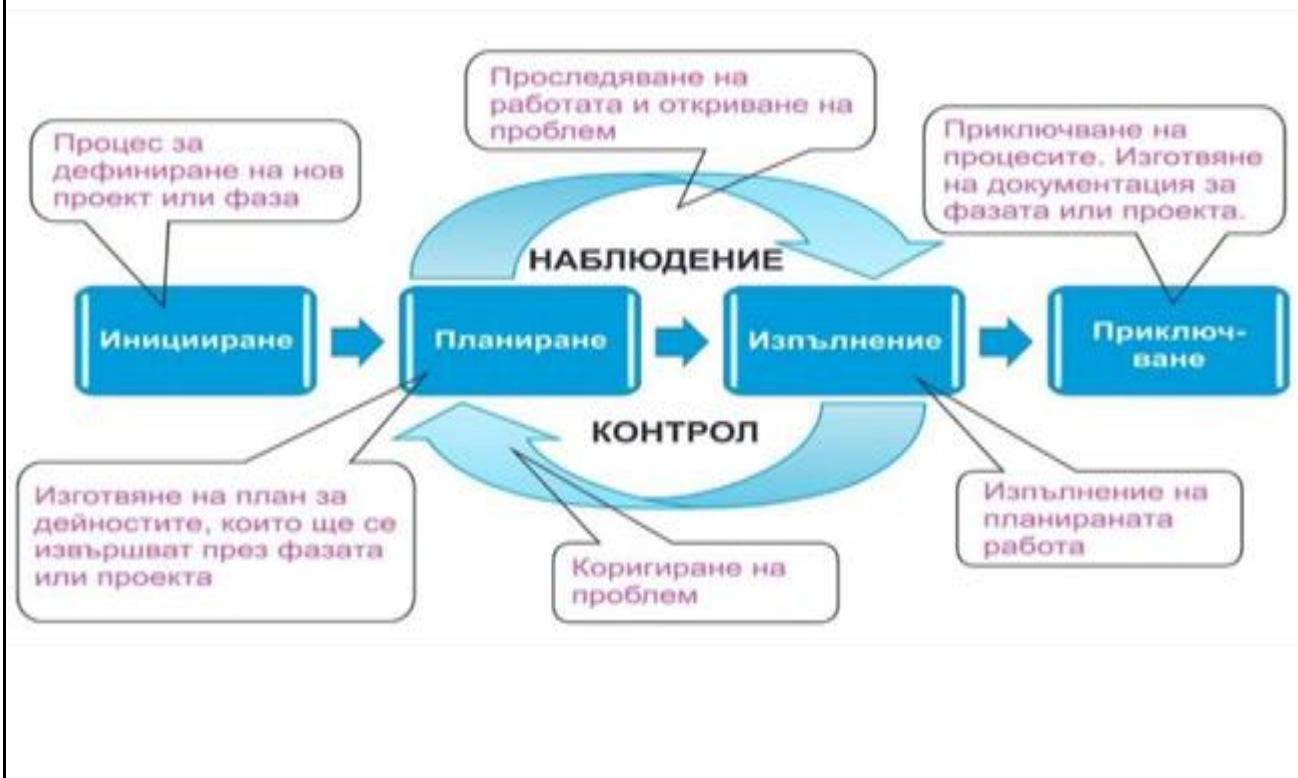 Проследяване на
работата и откриване на
проблем
Процес за
дефиниране на нов
проект или фаза
Приключване на
процесите. Изготвяне
на документация за
фазата или проекта.
НАБЛЮДЕНИЕ
Иницииране
Планиране
Изпълнение
Приключ-
ване
КОНТРОЛ
Изготвяне на план за
дейностите, които ще се
извършват през фазата
или проекта
Коригиране на
проблем
Изпълнение на
планираната
работа